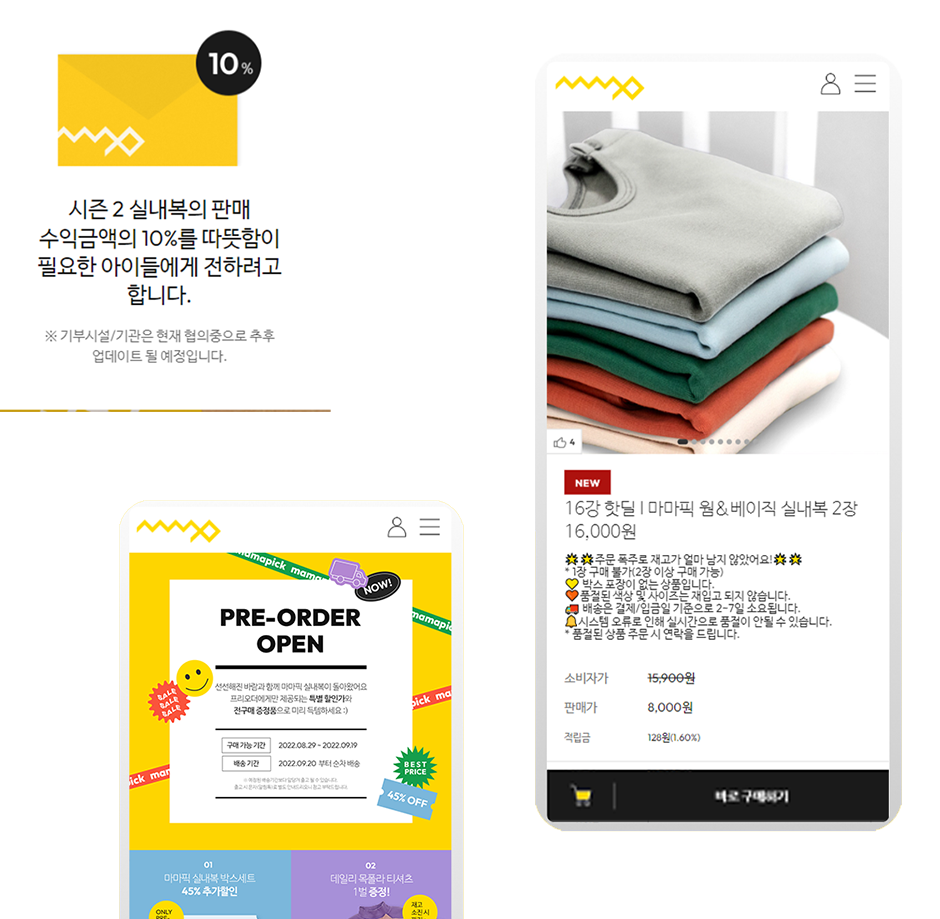 10%
시즌 2 실내복의 판매
수익금액의 10%를 따뜻함이
필요한 아이들에게 전하려고
합니다.
※ 기부시설/기관은 현재 협의중으로 추후
업데이트 될 예정입니다.
mamapick mama
NOW!
mamapic
PRE-ORDER
OPEN
선선해진 바람과 함께 마마픽 실내복이 돌아왔어요
프리오더에게만 제공되는 특별 할인가와
전구매 증정품으로 미리 득템하세요 :)
SALE
SALE
SALE
ick mam
구매 가능 기간 2022.08.29 ~ 2022.09.19
배송 기간 2022.09.20 부터 순차 배송
BEST
PRICE
45% OFF
ick mar
01
마마픽 실내복 박스세트
45% 추가할인
ONLY
PRE-
02
데일리 목폴라 티셔츠
1벌 증정!
재고
소진시
4
NEW
16강 핫딜 I 마마픽 웜&베이직 실내복 2장
16,000원
💥💥주문 폭주로 재고가 얼마 남지 않았어요!💥💥
* 1장 구매 불가(2장 이상 구매 가능)
💛 박스 포장이 없는 상품입니다.
🧡품절된 색상 및 사이즈는 재입고 되지 않습니다.
🚚 배송은 결제/입금일 기준으로 2-7일 소요됩니다.
🔔시스템 오류로 인해 실시간으로 품절이 안될 수 있습니다.
* 품절된 상품 주문 시 연락을 드립니다.
소비자가 15,900원
판매가 8,000원
적립금 128원(1.60%)
바로 구매하기